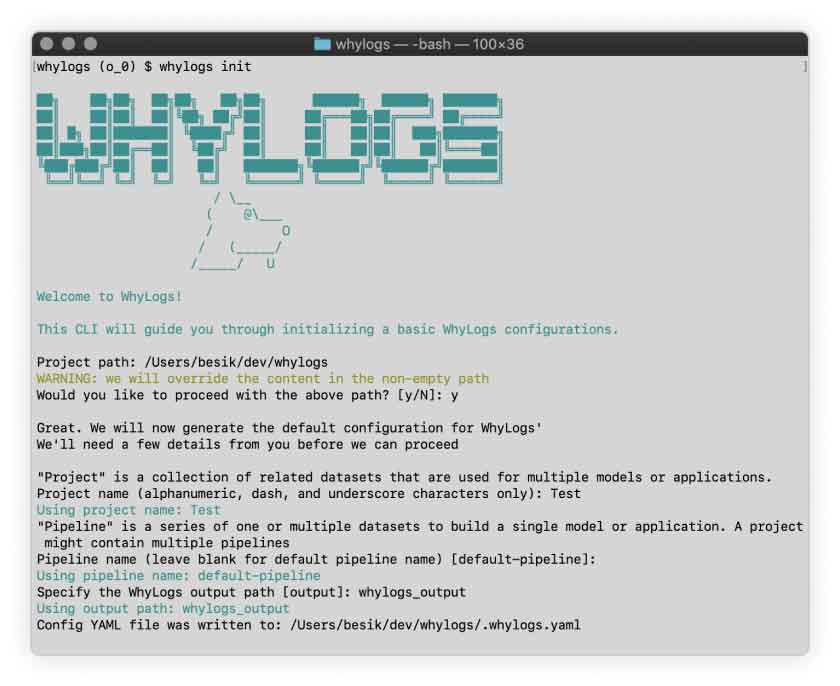 whylogs — -bash — 100×36
whylogs (o_0) $ whylogs init
WHYLOGS
Welcome to WhyLogs!
This CLI will guide you through initializing a basic WhyLogs configurations.
Project path: /Users/besik/dev/whylogs
WARNING: we will override the content in the non-empty path
Would you like to proceed with the above path? [y/N]: y
Great. We will now generate the default configuration for WhyLogs'
We'll need a few details from you before we can proceed
"Project" is a collection of related datasets that are used for multiple models or applications.
Project name (alphanumeric, dash, and underscore characters only): Test
Using project name: Test
"Pipeline" is a series of one or multiple datasets to build a single model or application. A project
might contain multiple pipelines
Pipeline name (leave blank for default pipeline name) [default-pipeline]:
Using pipeline name: default-pipeline
Specify the WhyLogs output path [output]: whylogs_output
Using output path: whylogs_output
Config YAML file was written to: /Users/besik/dev/whylogs/.whylogs.yaml